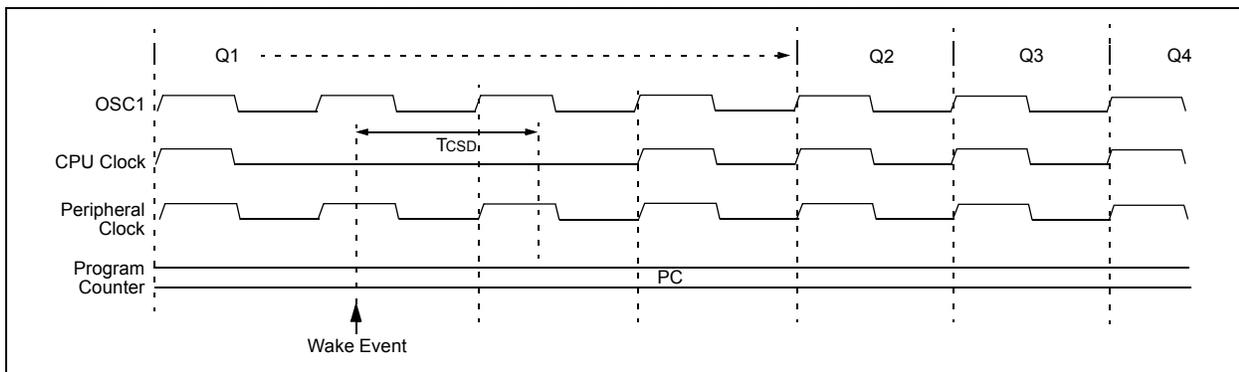 Q1 Q2 Q3 Q4
OSC1
TCSD
CPU Clock
Peripheral
Clock
Program
Counter
PC
Wake Event